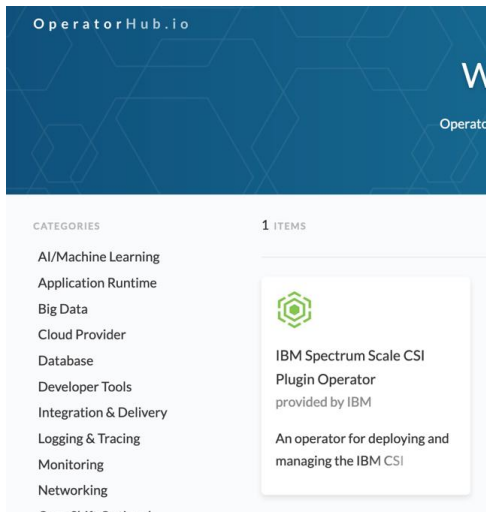 OperatorHub.io
CATEGORIES
AI/Machine Learning
Application Runtime
Big Data
Cloud Provider
Database
Developer Tools
Integration & Delivery
Logging & Tracing
Monitoring
Networking
1 ITEMS
IBM Spectrum Scale CSI
Plugin Operator
provided by IBM
An operator for deploying and
managing the IBM CSI